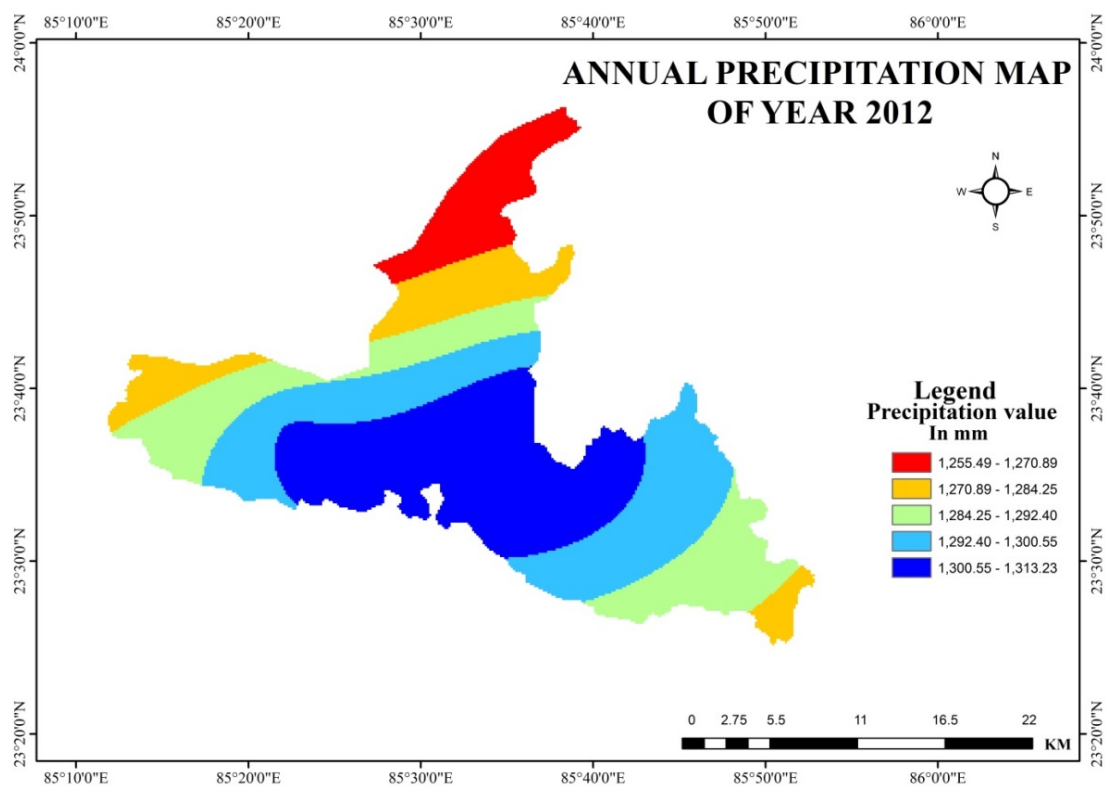 85°10'0"E 85°20'0"E 85°30'0"E 85°40'0"E 85°50'0"E 86°0'0"E
24°0'0"N 24°0'0"N
ANNUAL PRECIPITATION MAP
OF YEAR 2012
N
W E
S
23°50'0"N 23°50'0"N
23°40'0"N 23°40'0"N
Legend
Precipitation value
In mm
1,255.49 - 1,270.89
1,270.89 - 1,284.25
1,284.25 - 1,292.40
1,292.40 - 1,300.55
1,300.55 - 1,313.23
23°30'0"N 23°30'0"N
0 2.75 5.5 11 16.5 22
KM
23°20'0"N 23°20'0"N
85°10'0"E 85°20'0"E 85°30'0"E 85°40'0"E 85°50'0"E 86°0'0"E